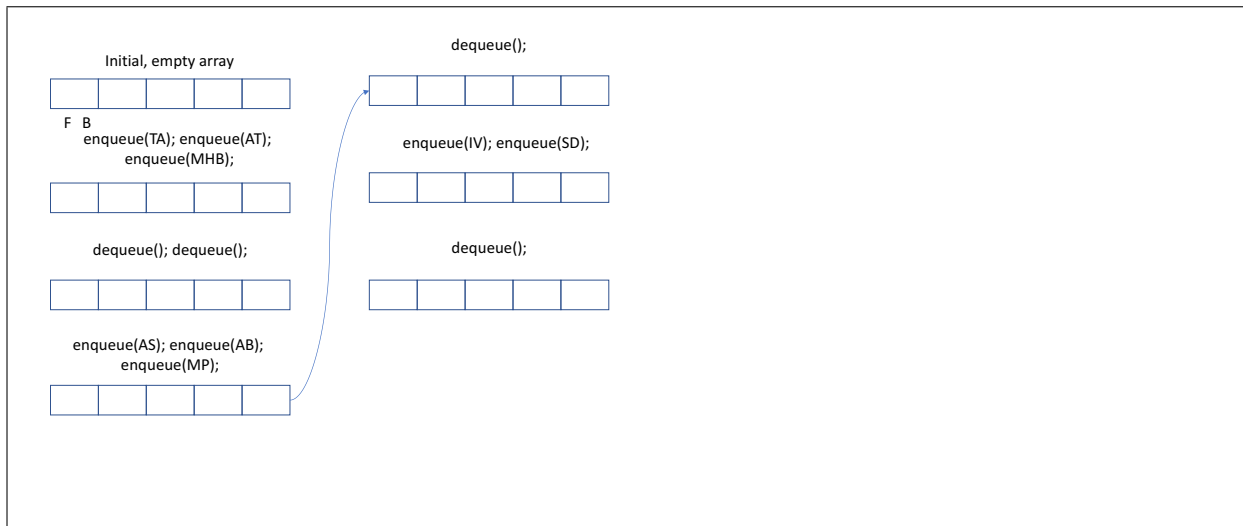 Initial, empty array
F B
enqueue(TA); enqueue(AT);
enqueue(MHB);
dequeue(); dequeue();
enqueue(AS); enqueue(AB);
enqueue(MP);
dequeue();
enqueue(IV); enqueue(SD);
dequeue();